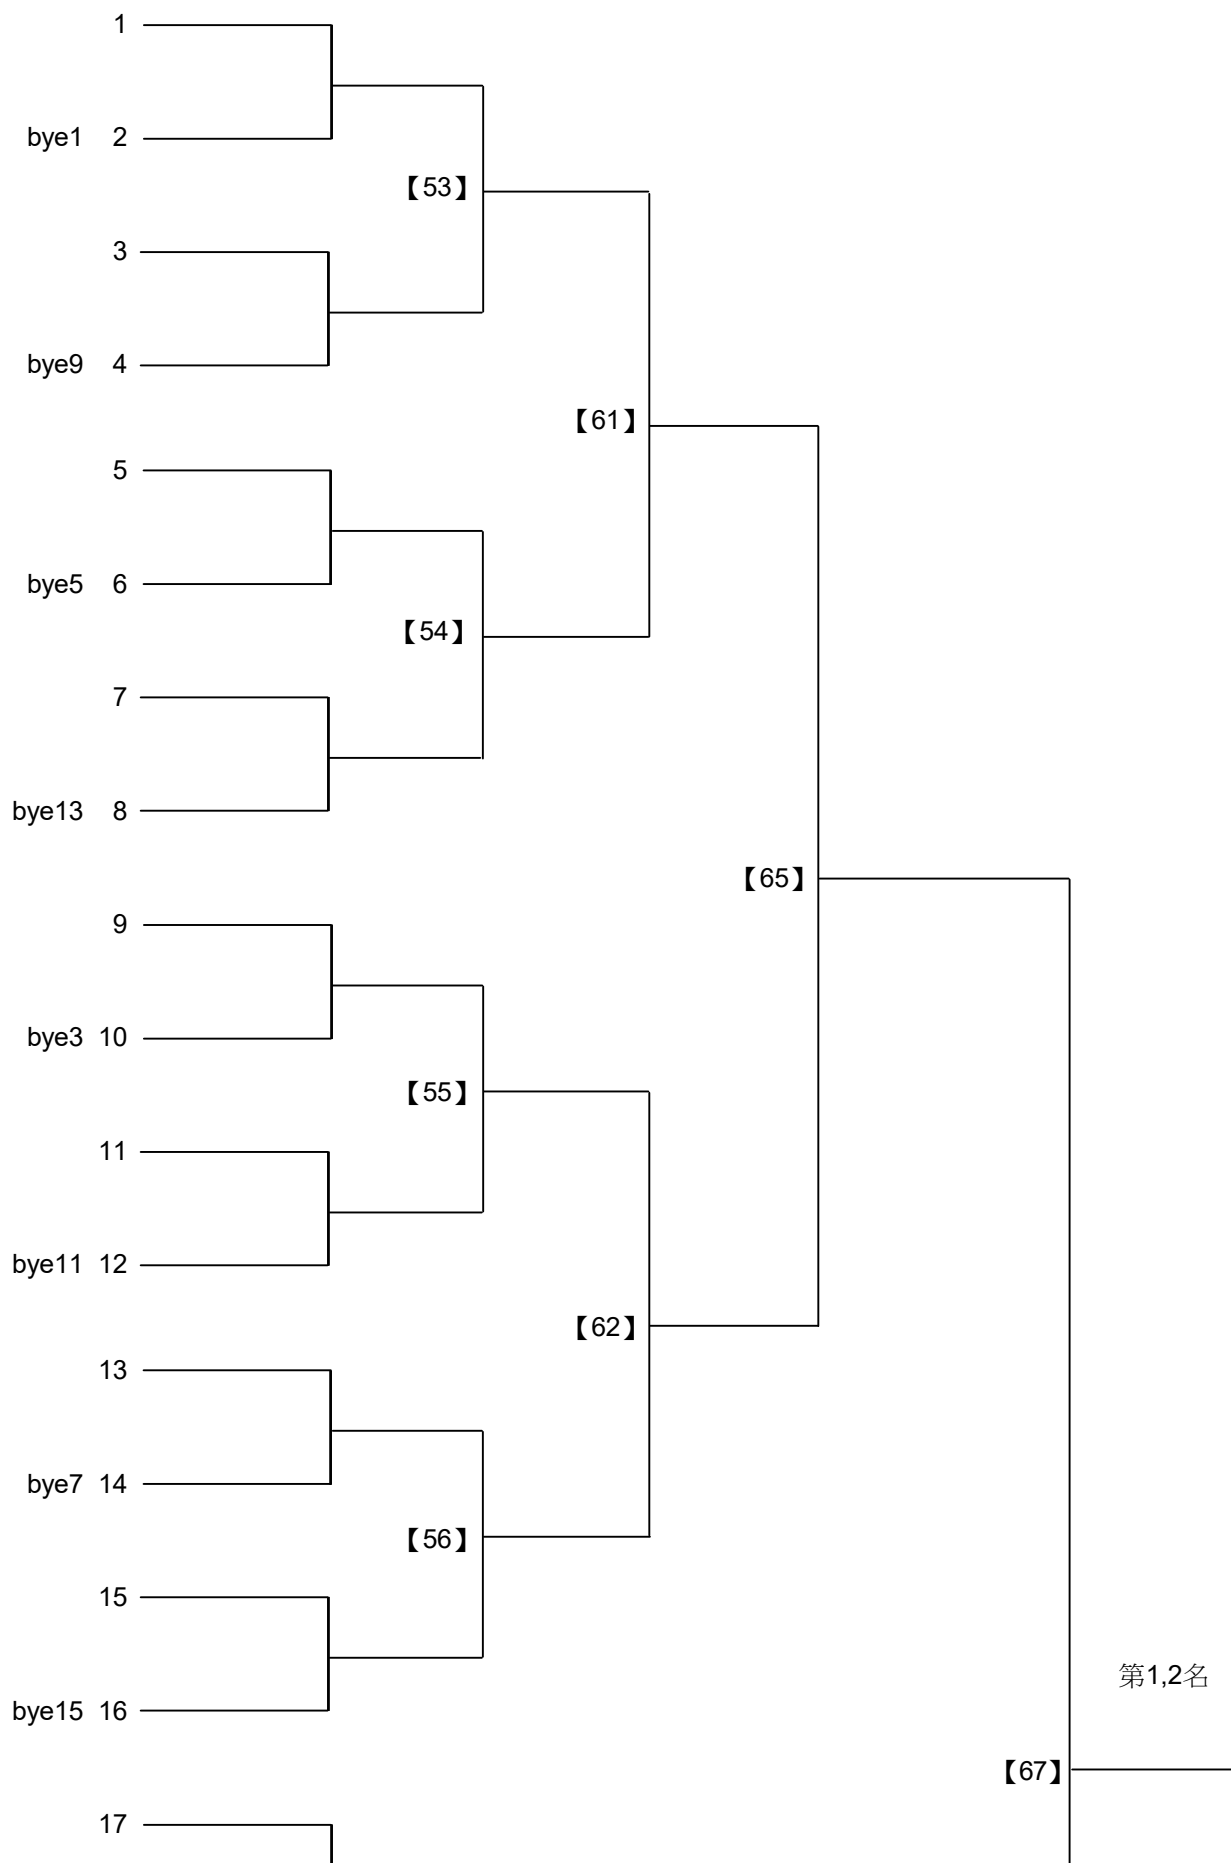 1
bye1 2
【53】
3
bye9 4
【61】
5
bye5 6
【54】
7
bye13 8
【65】
9
bye3 10
【55】
11
bye11 12
【62】
13
bye7 14
【56】
15
第1,2名
bye15 16
【67】
17